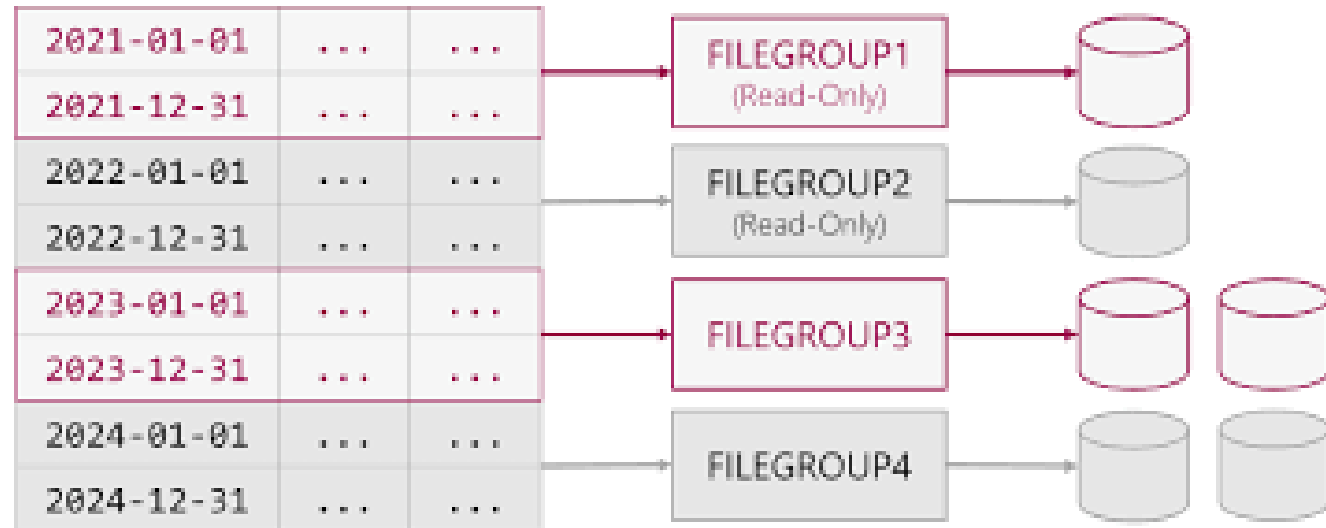 2021-01-01 ... ...
2021-12-31 ... ...
2022-01-01 ... ...
2022-12-31 ... ...
2023-01-01 ... ...
2023-12-31 ... ...
2024-01-01 ... ...
2024-12-31 ... ...
FILEGROUP1
(Read-Only)
FILEGROUP2
(Read-Only)
FILEGROUP3
FILEGROUP4